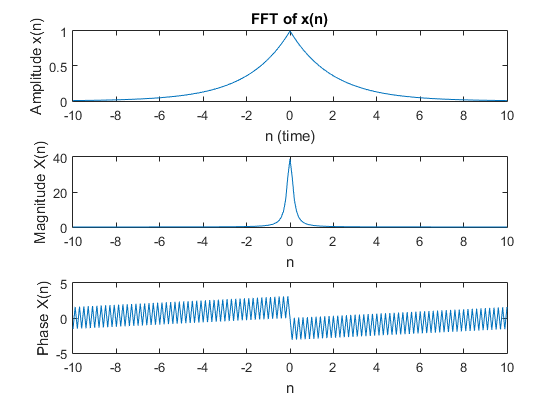 FFT of x(n)
Amplitude x(n)
1
0.5
0
-10 -8 -6 -4 -2 0 2 4 6 8 10
n (time)
Magnitude X(n)
40
20
0
-10 -8 -6 -4 -2 0 2 4 6 8 10
n
Phase X(n)
5
0
-5
-10 -8 -6 -4 -2 0 2 4 6 8 10
n